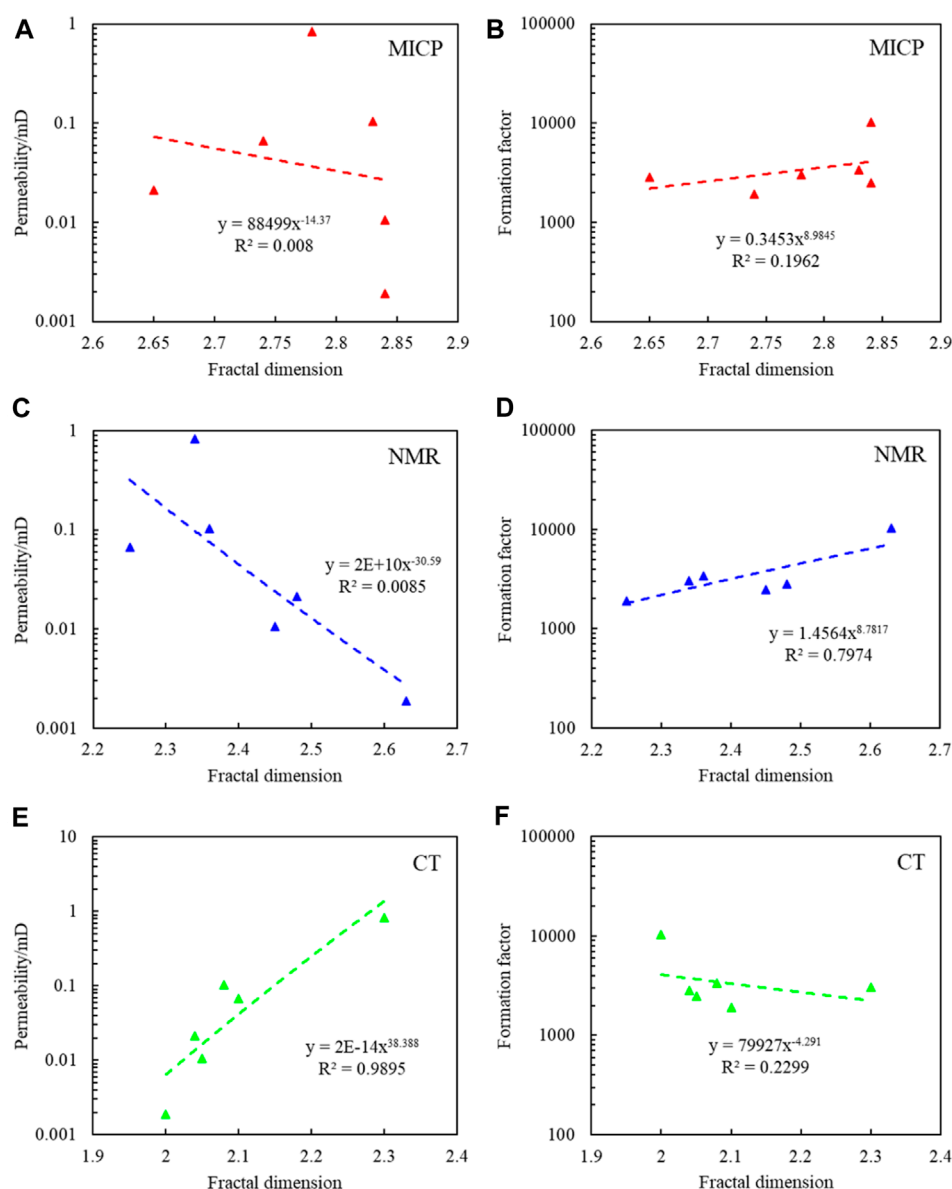 A
MICP
Permeability/mD
1
0.1
0.01
0.001
y = 88499x^-14.37
R² = 0.008
2.6 2.65 2.7 2.75 2.8 2.85 2.9
Fractal dimension
B
MICP
Formation factor
100000
10000
1000
100
y = 0.3453x^8.9845
R² = 0.1962
2.6 2.65 2.7 2.75 2.8 2.85 2.9
Fractal dimension
C
NMR
Permeability/mD
1
0.1
0.01
0.001
y = 2E+10x^-30.59
R² = 0.0085
2.2 2.3 2.4 2.5 2.6 2.7
Fractal dimension
D
NMR
Formation factor
100000
10000
1000
100
y = 1.4564x^8.7817
R² = 0.7974
2.2 2.3 2.4 2.5 2.6 2.7
Fractal dimension
E
CT
Permeability/mD
10
1
0.1
0.01
0.001
y = 2E-14x^38.388
R² = 0.9895
1.9 2 2.1 2.2 2.3 2.4
Fractal dimension
F
CT
Formation factor
100000
10000
1000
100
y = 79927x^-4.291
R² = 0.2299
1.9 2 2.1 2.2 2.3 2.4
Fractal dimension